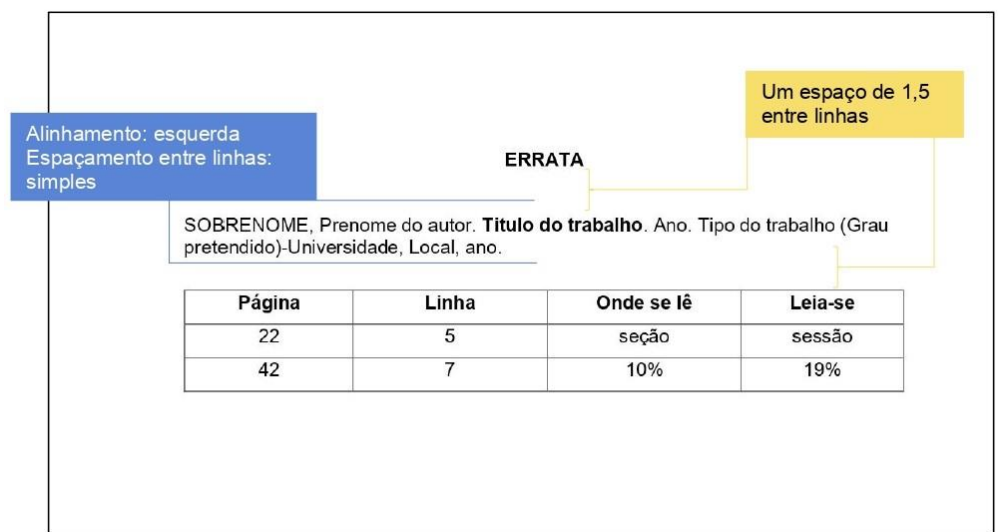 Um espaço de 1,5
entre linhas
Alinhamento: esquerda
Espaçamento entre linhas:
simples
ERRATA
SOBRENOME, Prenome do autor. Titulo do trabalho. Ano. Tipo do trabalho (Grau
pretendido)-Universidade, Local, ano.
Página Linha Onde se lê Leia-se
22 5 seção sessão
42 7 10% 19%